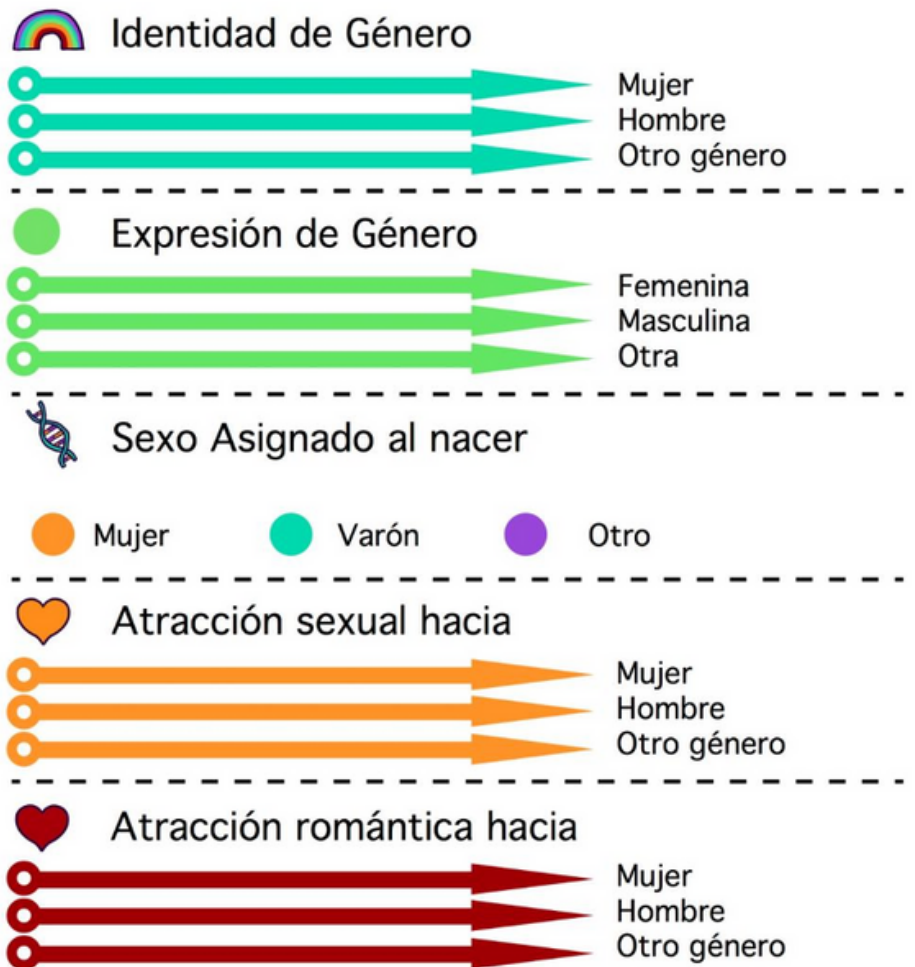 Identidad de Género
Mujer
Hombre
Otro género
Expresión de Género
Femenina
Masculina
Otra
Sexo Asignado al nacer
Mujer Varón Otro
Atracción sexual hacia
Mujer
Hombre
Otro género
Atracción romántica hacia
Mujer
Hombre
Otro género